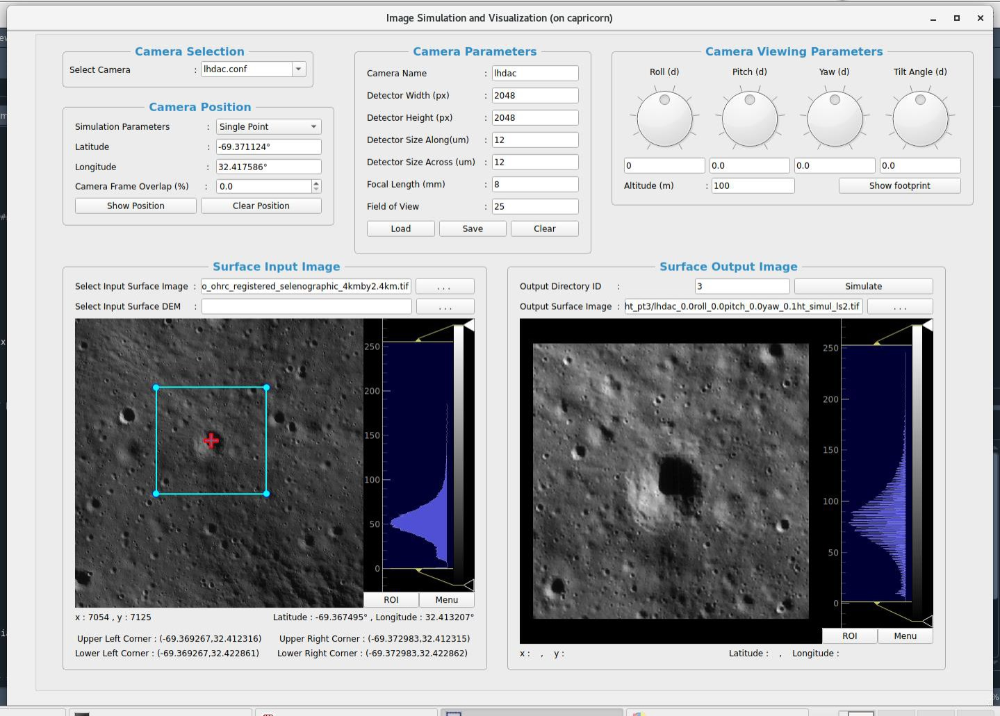 Image Simulation and Visualization (on capricorn)
Camera Selection
Select Camera : lhdac.conf
Camera Position
Simulation Parameters : Single Point
Latitude : -69.371124°
Longitude : 32.417586°
Camera Frame Overlap (%) : 0.0
Show Position Clear Position
Camera Parameters
Camera Name : lhdac
Detector Width (px) : 2048
Detector Height (px) : 2048
Detector Size Along(um) : 12
Detector Size Across (um) : 12
Focal Length (mm) : 8
Field of View : 25
Load Save Clear
Camera Viewing Parameters
Roll (d) Pitch (d) Yaw (d) Tilt Angle (d)
0 0.0 0.0 0.0
Altitude (m) : 100 Show footprint
Surface Input Image
Select Input Surface Image : o_ohrc_registered_selenographic_4kmby2.4km.tif ...
Select Input Surface DEM : ...
250
200
150
100
50
0
ROI Menu
x : 7054 , y : 7125 Latitude : -69.367495° , Longitude : 32.413207°
Upper Left Corner : (-69.369267,32.412316) Upper Right Corner : (-69.372983,32.412315)
Lower Left Corner : (-69.369267,32.422861) Lower Right Corner : (-69.372983,32.422862)
Surface Output Image
Output Directory ID : 3 Simulate
Output Surface Image : ht_pt3/lhdac_0.0roll_0.0pitch_0.0yaw_0.1ht_simul_ls2.tif ...
250
200
150
100
50
0
ROI Menu
x : , y : Latitude : , Longitude :